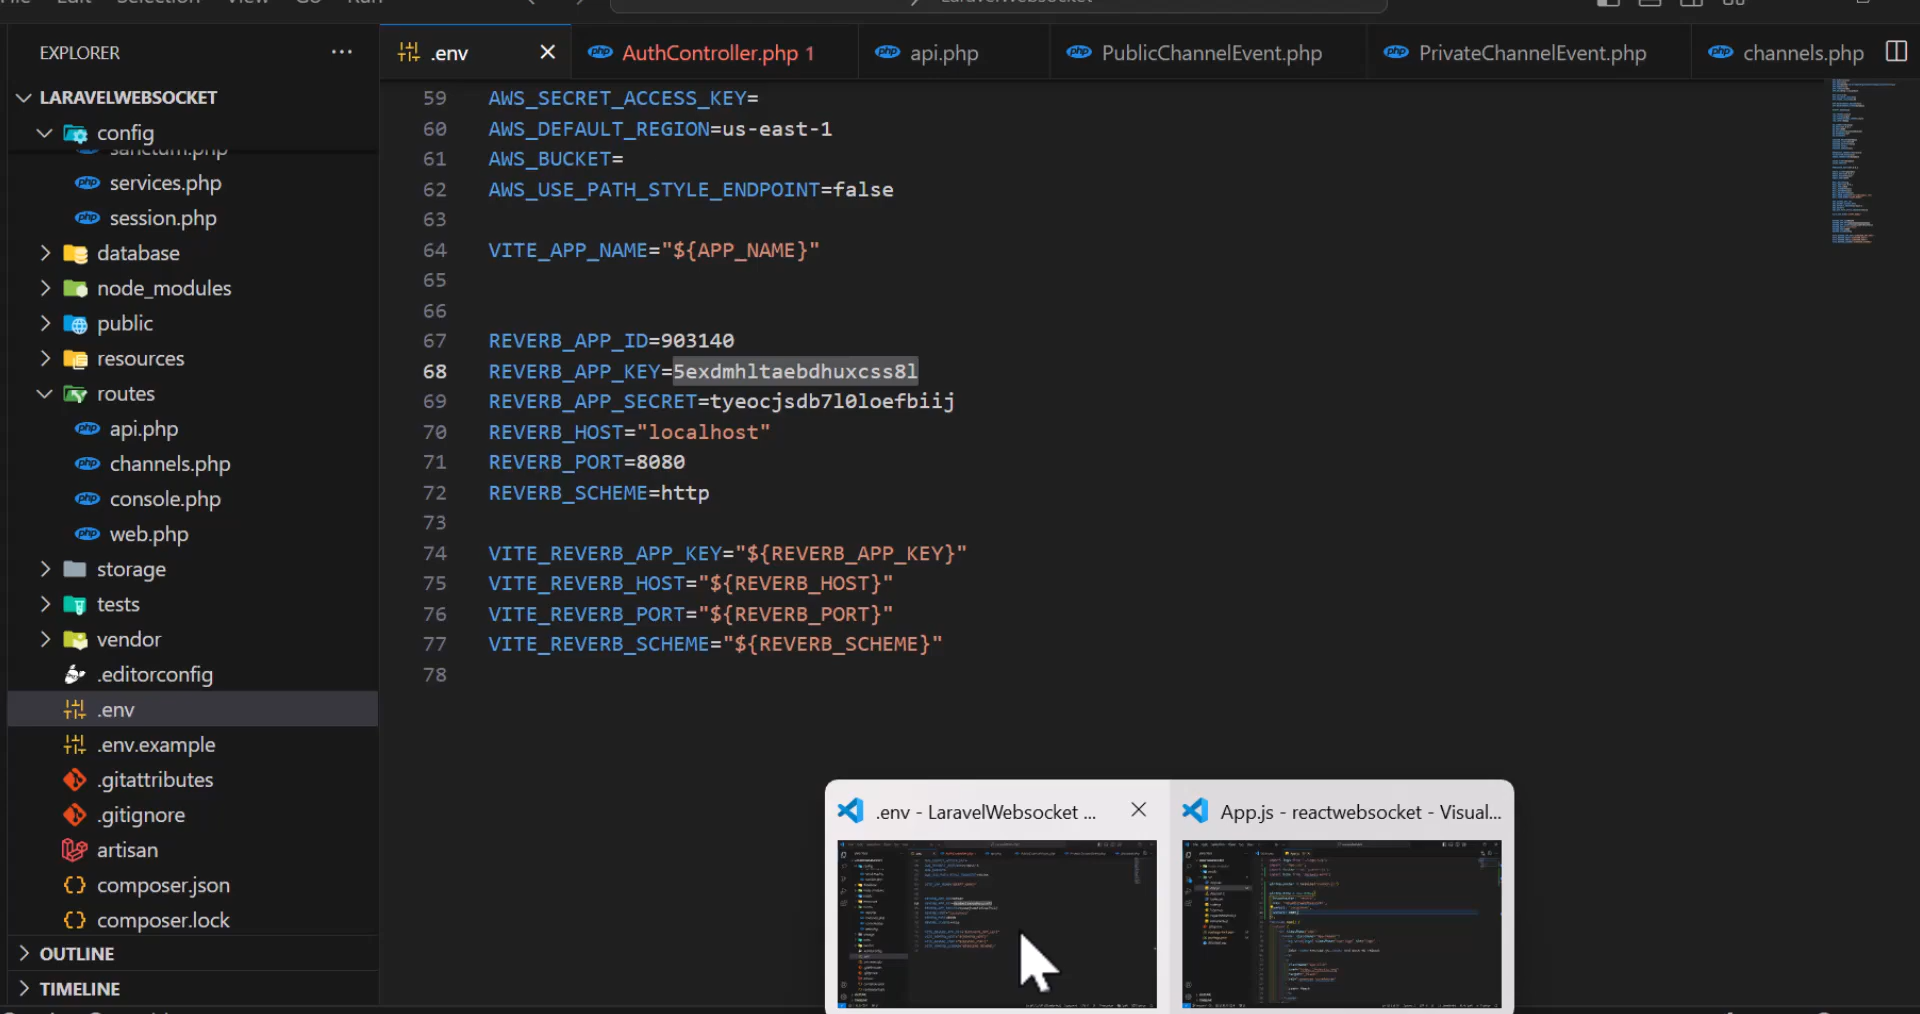 EXPLORER
LARAVELWEBSOCKET
config
sanctum.php
services.php
session.php
database
node_modules
public
resources
routes
api.php
channels.php
console.php
web.php
storage
tests
vendor
.editorconfig
.env
.env.example
.gitattributes
.gitignore
artisan
composer.json
composer.lock
OUTLINE
TIMELINE
.env
AuthController.php 1
api.php
PublicChannelEvent.php
PrivateChannelEvent.php
channels.php
59 AWS_SECRET_ACCESS_KEY=
60 AWS_DEFAULT_REGION=us-east-1
61 AWS_BUCKET=
62 AWS_USE_PATH_STYLE_ENDPOINT=false
63
64 VITE_APP_NAME="${APP_NAME}"
65
66
67 REVERB_APP_ID=903140
68 REVERB_APP_KEY=5exdmhltaebdhuxcss8l
69 REVERB_APP_SECRET=tyeocjsdb7l0loefbiij
70 REVERB_HOST="localhost"
71 REVERB_PORT=8080
72 REVERB_SCHEME=http
73
74 VITE_REVERB_APP_KEY="${REVERB_APP_KEY}"
75 VITE_REVERB_HOST="${REVERB_HOST}"
76 VITE_REVERB_PORT="${REVERB_PORT}"
77 VITE_REVERB_SCHEME="${REVERB_SCHEME}"
78
.env - LaravelWebsocket ...
App.js - reactwebsocket - Visual...